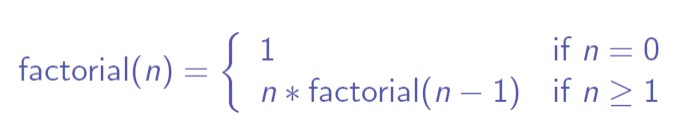 factorial(n) = { 1 if n = 0
n ∗ factorial(n − 1) if n ≥ 1